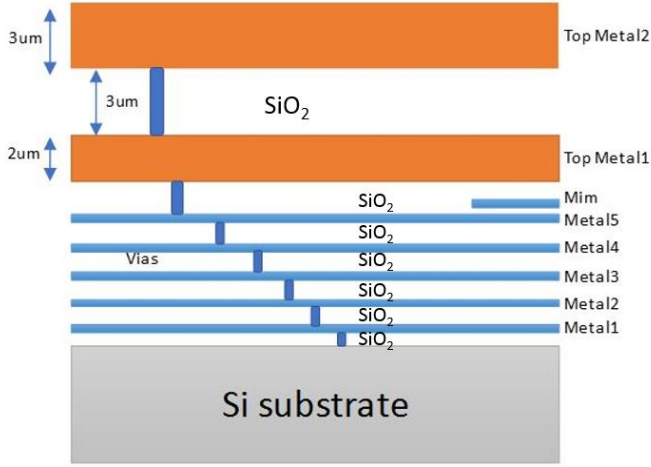 3um
Top Metal2
3um
SiO2
2um
Top Metal1
SiO2
Mim
Metal5
SiO2
Metal4
Vias
SiO2
Metal3
SiO2
Metal2
SiO2
Metal1
SiO2
Si substrate